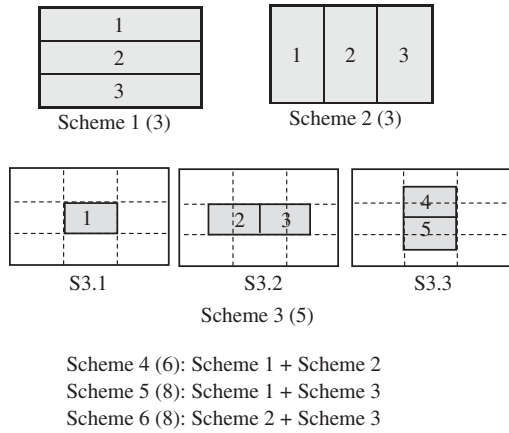 1
2
3
Scheme 1 (3)
1 2 3
Scheme 2 (3)
1
S3.1
2 3
S3.2
4
5
S3.3
Scheme 3 (5)
Scheme 4 (6): Scheme 1 + Scheme 2
Scheme 5 (8): Scheme 1 + Scheme 3
Scheme 6 (8): Scheme 2 + Scheme 3